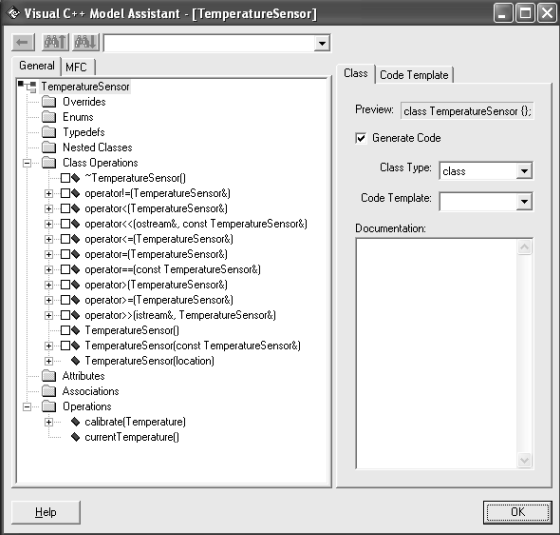 Visual C++ Model Assistant - [TemperatureSensor]
General
MFC
TemperatureSensor
Overrides
Enums
Typedefs
Nested Classes
Class Operations
~TemperatureSensor()
operator!=(TemperatureSensor&)
operator<(TemperatureSensor&)
operator<<(ostream&, const TemperatureSensor&)
operator<=(TemperatureSensor&)
operator=(TemperatureSensor&)
operator==(const TemperatureSensor&)
operator>(TemperatureSensor&)
operator>=(TemperatureSensor&)
operator>>(istream&, TemperatureSensor&)
TemperatureSensor()
TemperatureSensor(const TemperatureSensor&)
TemperatureSensor(location)
Attributes
Associations
Operations
calibrate(Temperature)
currentTemperature()
Class
Code Template
Preview: class TemperatureSensor {};
Generate Code
Class Type: class
Code Template:
Documentation:
Help
OK